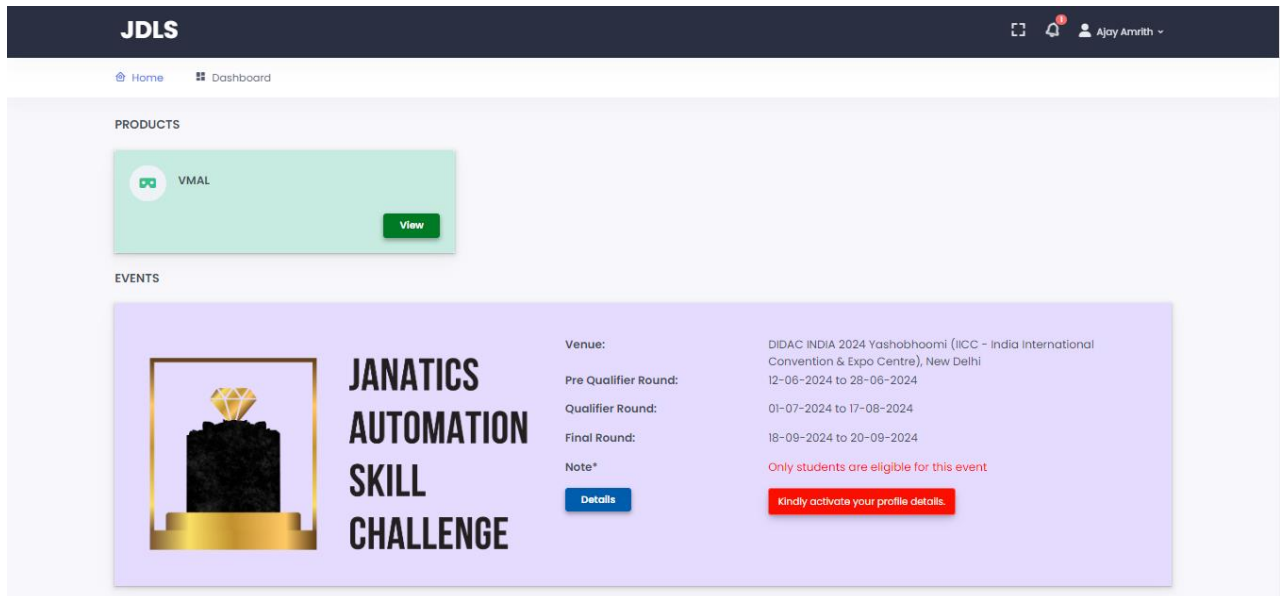 JDLS
1
Ajay Amrith
Home Dashboard
PRODUCTS
VMAL
View
EVENTS
JANATICS
AUTOMATION
SKILL
CHALLENGE
Venue: DIDAC INDIA 2024 Yashobhoomi (IICC - India International
Convention & Expo Centre), New Delhi
Pre Qualifier Round: 12-06-2024 to 28-06-2024
Qualifier Round: 01-07-2024 to 17-08-2024
Final Round: 18-09-2024 to 20-09-2024
Note* Only students are eligible for this event
Details Kindly activate your profile details.